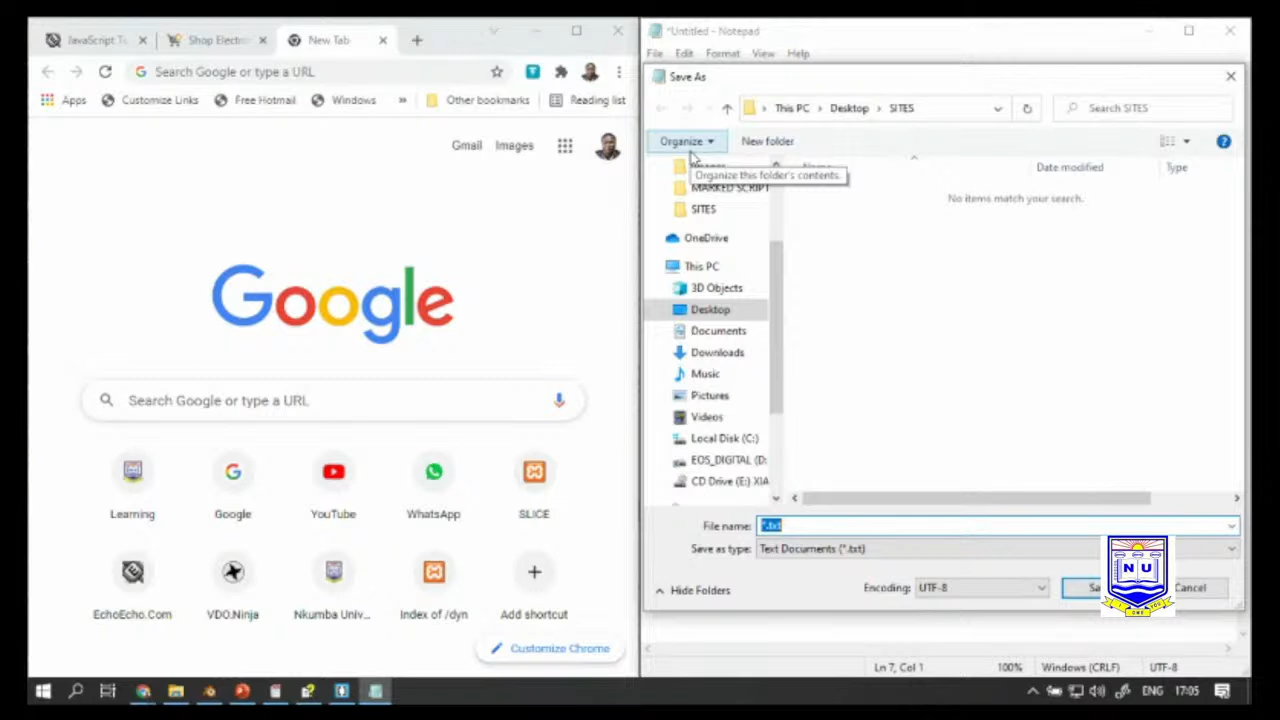 JavaScript Tu
Shop Electron
New Tab
Search Google or type a URL
Apps
Customize Links
Free Hotmail
Windows
»
Other bookmarks
Reading list
Gmail
Images
Google
Search Google or type a URL
Learning
Google
YouTube
WhatsApp
SLICE
EchoEcho.Com
VDO.Ninja
Nkumba Univ...
Index of /dyn
Add shortcut
Customize Chrome
*Untitled - Notepad
File Edit Format View Help
Save As
This PC > Desktop > SITES
Search SITES
Organize
New folder
Organize this folder's contents.
Date modified
Type
No items match your search.
MARKED SCRIPT
SITES
OneDrive
This PC
3D Objects
Desktop
Documents
Downloads
Music
Pictures
Videos
Local Disk (C:)
EOS_DIGITAL (D:
CD Drive (E:) XIA
File name: *.txt
Save as type: Text Documents (*.txt)
Hide Folders
Encoding: UTF-8
Sa
Cancel
N U
Ln 7, Col 1
100%
Windows (CRLF)
UTF-8
ENG
17:05